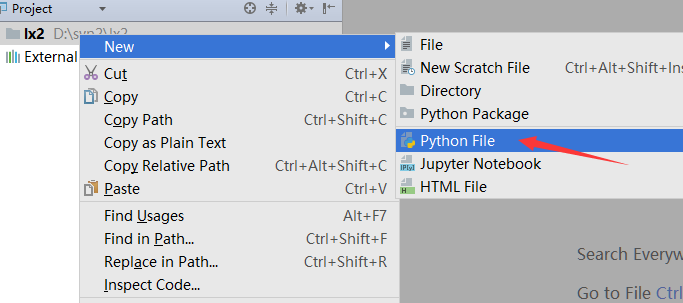 Project
lx2 D:\syn2\lx2
External
New
Cut Ctrl+X
Copy Ctrl+C
Copy Path Ctrl+Shift+C
Copy as Plain Text
Copy Relative Path Ctrl+Alt+Shift+C
Paste Ctrl+V
Find Usages Alt+F7
Find in Path... Ctrl+Shift+F
Replace in Path... Ctrl+Shift+R
Inspect Code...
File
New Scratch File Ctrl+Alt+Shift+Ins
Directory
Python Package
Python File
Jupyter Notebook
HTML File
Search Everyw
Go to File Ctrl